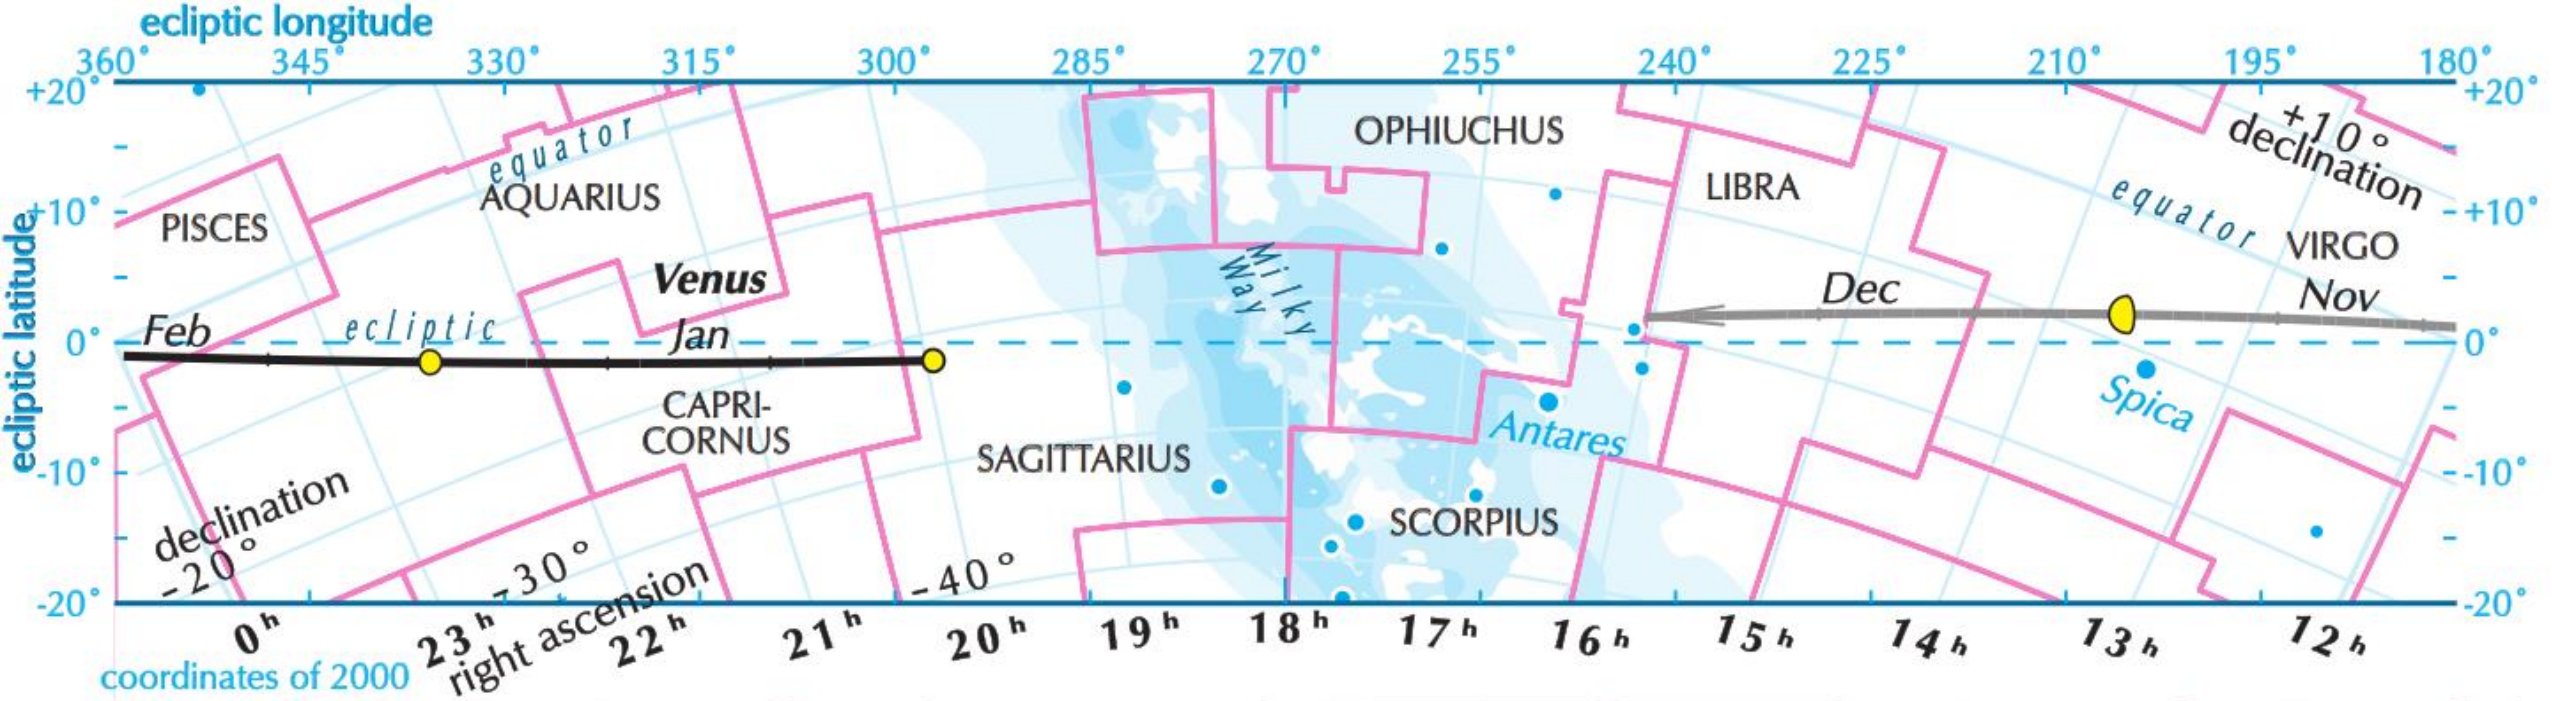 ecliptic longitude
360° 345° 330° 315° 300° 285° 270° 255° 240° 225° 210° 195° 180°
+20° +20°
+10°
declination
equator
OPHIUCHUS
LIBRA
equator
AQUARIUS
PISCES
+10° +10°
VIRGO
Milky
Way
Venus
Dec
Nov
Feb
ecliptic
Jan
0° 0°
ecliptic latitude
Spica
CAPRI-
CORNUS
Antares
SAGITTARIUS
-10° -10°
SCORPIUS
declination
-20°
-30°
-40°
-20° -20°
0h 23h 22h 21h 20h 19h 18h 17h 16h 15h 14h 13h 12h
right ascension
coordinates of 2000